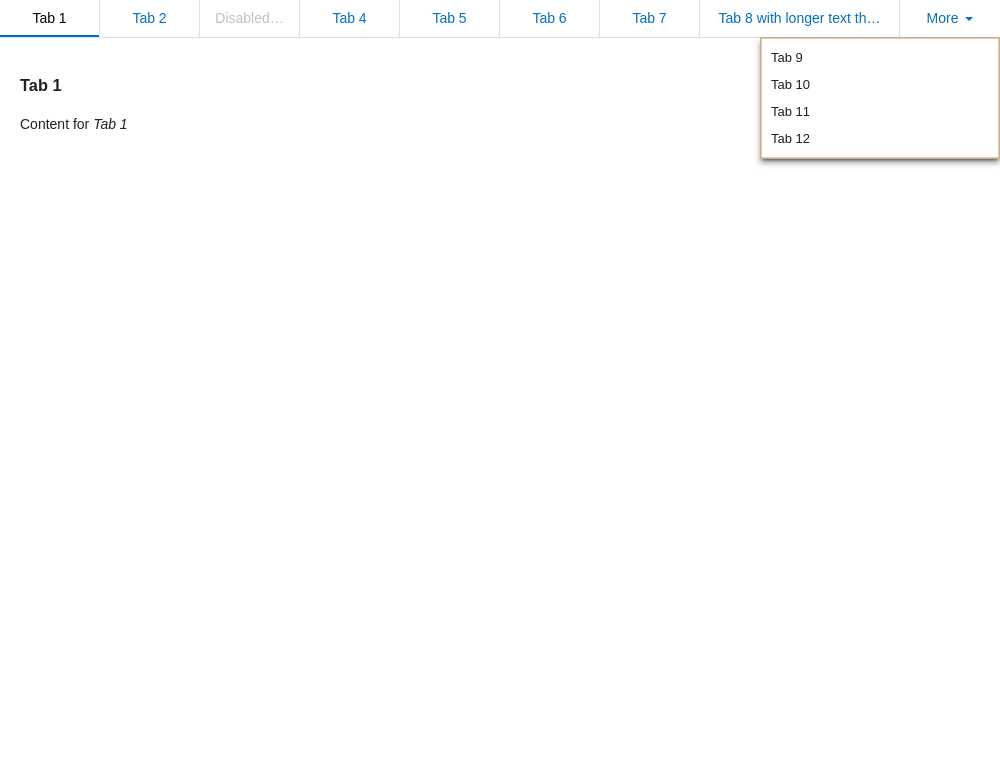 Tab 1 Tab 2 Disabled… Tab 4 Tab 5 Tab 6 Tab 7 Tab 8 with longer text th… More
Tab 9
Tab 10
Tab 11
Tab 12
Tab 1
Content for Tab 1